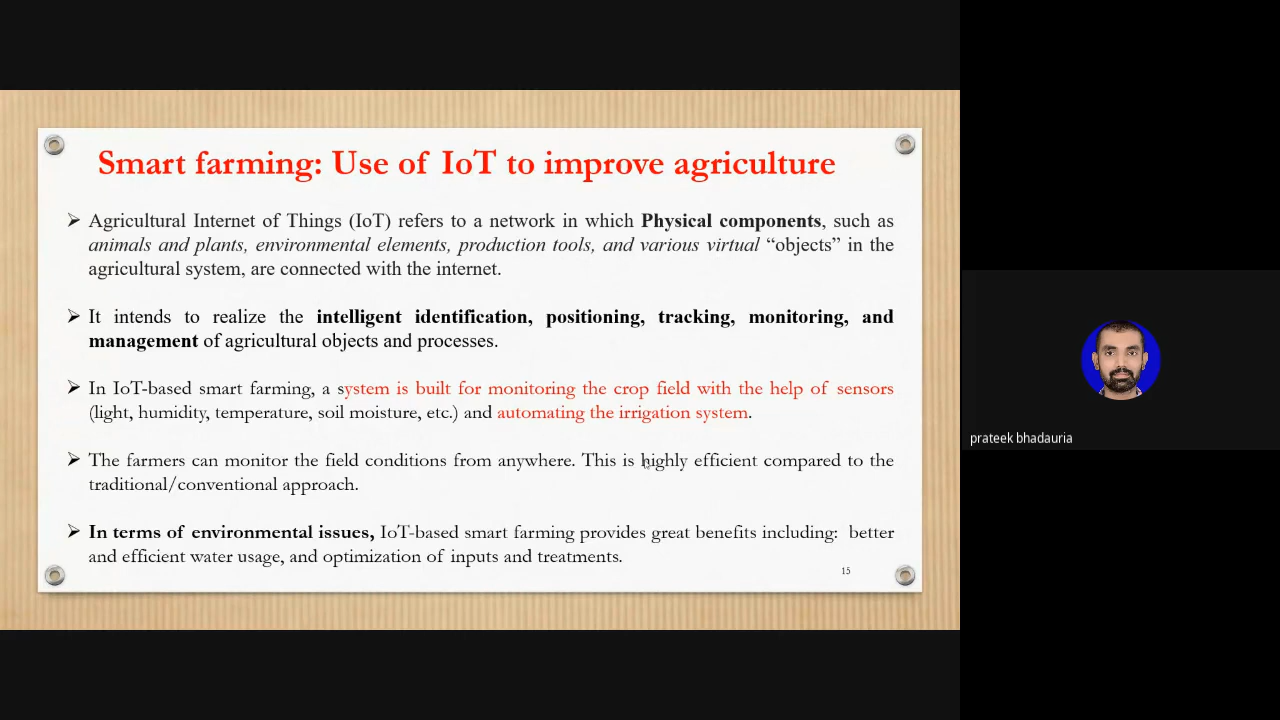 Smart farming: Use of IoT to improve agriculture
➢ Agricultural Internet of Things (IoT) refers to a network in which Physical components, such as
animals and plants, environmental elements, production tools, and various virtual “objects” in the
agricultural system, are connected with the internet.
➢ It intends to realize the intelligent identification, positioning, tracking, monitoring, and
management of agricultural objects and processes.
➢ In IoT-based smart farming, a system is built for monitoring the crop field with the help of sensors
(light, humidity, temperature, soil moisture, etc.) and automating the irrigation system.
➢ The farmers can monitor the field conditions from anywhere. This is highly efficient compared to the
traditional/conventional approach.
➢ In terms of environmental issues, IoT-based smart farming provides great benefits including: better
and efficient water usage, and optimization of inputs and treatments.
15
prateek bhadauria